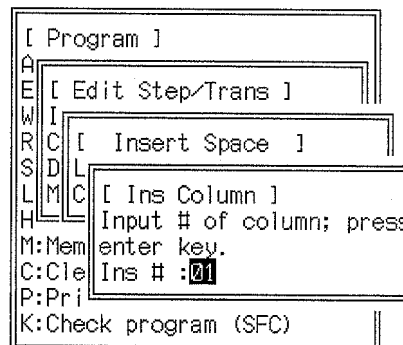 [ Program ]
A
E [ Edit Step/Trans ]
W I
R C [ Insert Space ]
S D L
L M C [ Ins Column ]
H Input # of column; press
M:Mem enter key.
C:Cle Ins # :01
P:Pri
K:Check program (SFC)